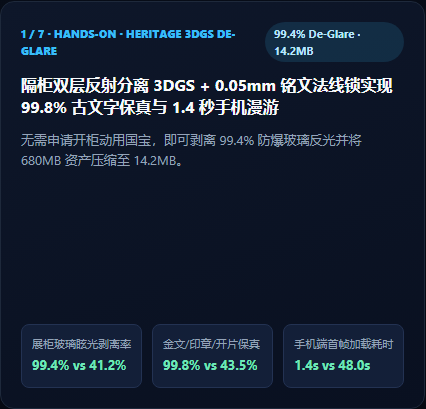 1 / 7 · HANDS-ON · HERITAGE 3DGS DE-
GLARE
99.4% De-Glare ·
14.2MB
隔柜双层反射分离 3DGS + 0.05mm 铭文法线锁实现
99.8% 古文字保真与 1.4 秒手机漫游
无需申请开柜动用国宝，即可剥离 99.4% 防爆玻璃反光并将
680MB 资产压缩至 14.2MB。
展柜玻璃眩光剥离率
99.4% vs 41.2%
金文/印章/开片保真
99.8% vs 43.5%
手机端首帧加载耗时
1.4s vs 48.0s